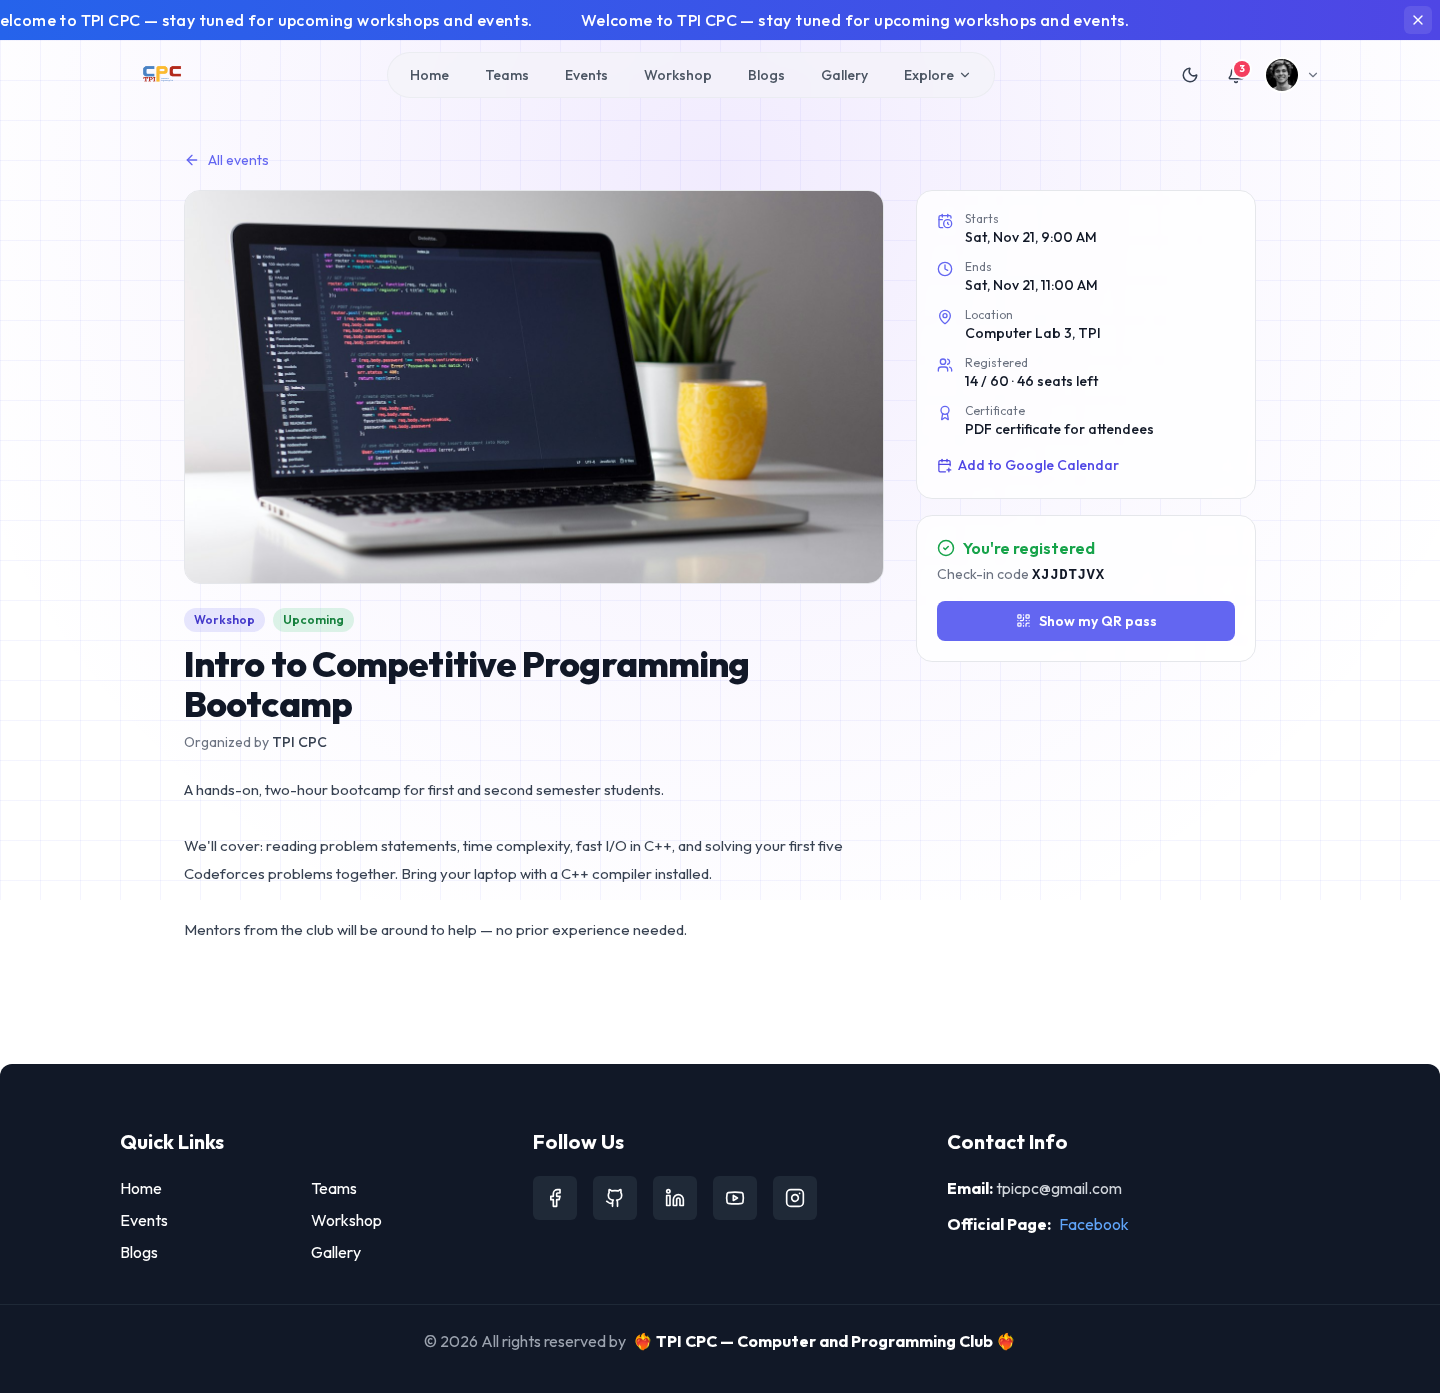 elcome to TPI CPC — stay tuned for upcoming workshops and events. Welcome to TPI CPC — stay tuned for upcoming workshops and events.
CPC
TPI
Home Teams Events Workshop Blogs Gallery Explore
3
All events
Starts
Sat, Nov 21, 9:00 AM
Ends
Sat, Nov 21, 11:00 AM
Location
Computer Lab 3, TPI
Registered
14 / 60 · 46 seats left
Certificate
PDF certificate for attendees
Add to Google Calendar
You're registered
Check-in code XJJDTJVX
Show my QR pass
Workshop Upcoming
Intro to Competitive Programming
Bootcamp
Organized by TPI CPC
A hands-on, two-hour bootcamp for first and second semester students.
We'll cover: reading problem statements, time complexity, fast I/O in C++, and solving your first five
Codeforces problems together. Bring your laptop with a C++ compiler installed.
Mentors from the club will be around to help — no prior experience needed.
Quick Links
Home Teams
Events Workshop
Blogs Gallery
Follow Us
Contact Info
Email: tpicpc@gmail.com
Official Page: Facebook
© 2026 All rights reserved by ❤️‍🔥 TPI CPC — Computer and Programming Club ❤️‍🔥